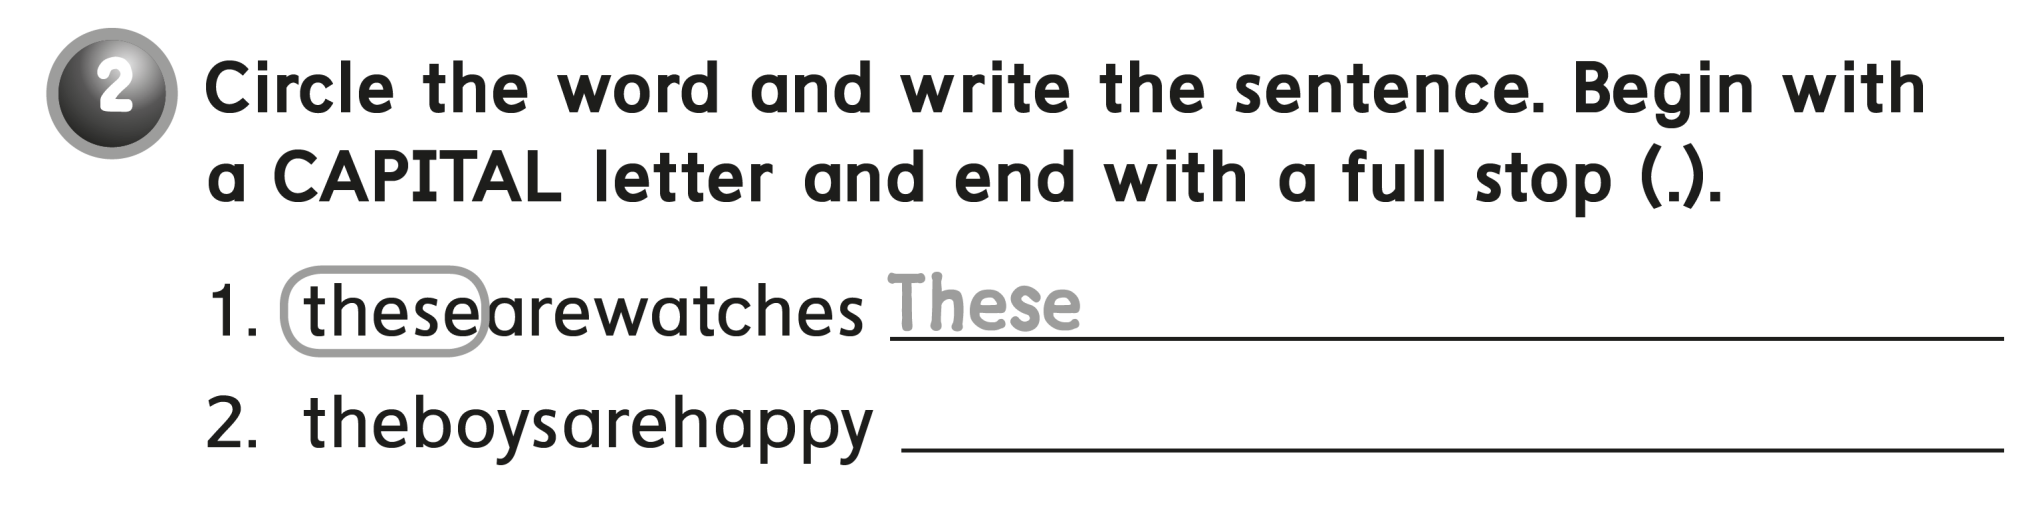 2 Circle the word and write the sentence. Begin with
a CAPITAL letter and end with a full stop (.).
1. thesearewatches These
2. theboysarehappy